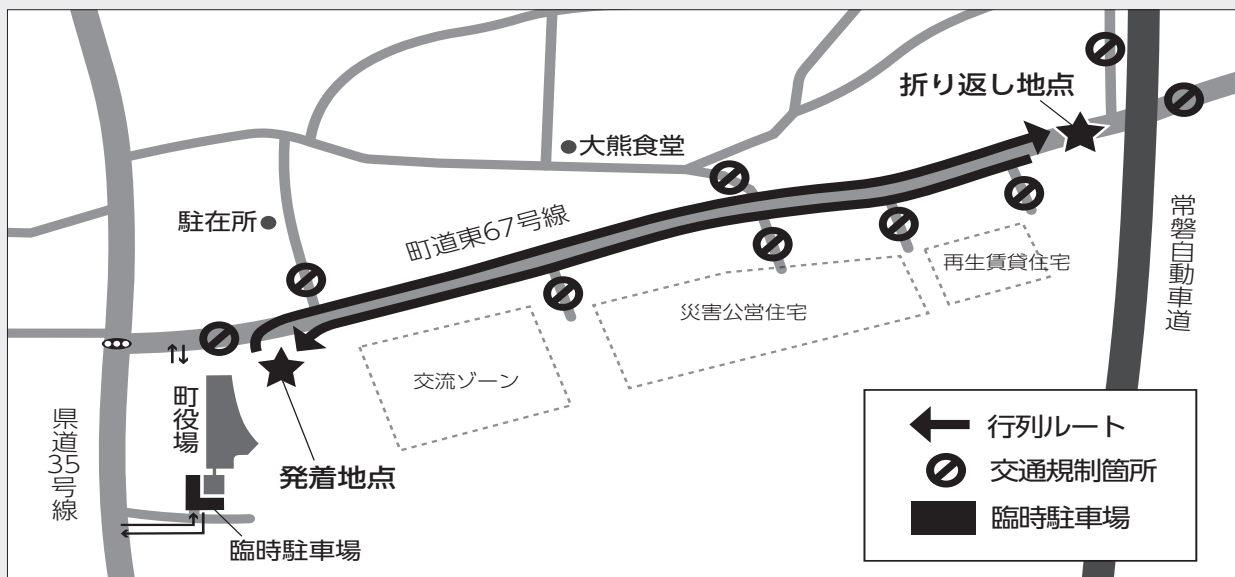 折り返し地点
大熊食堂
駐在所
町道東67号線
常磐自動車道
再生賃貸住宅
災害公営住宅
交流ゾーン
町役場
県道35号線
発着地点
臨時駐車場
行列ルート
交通規制箇所
臨時駐車場